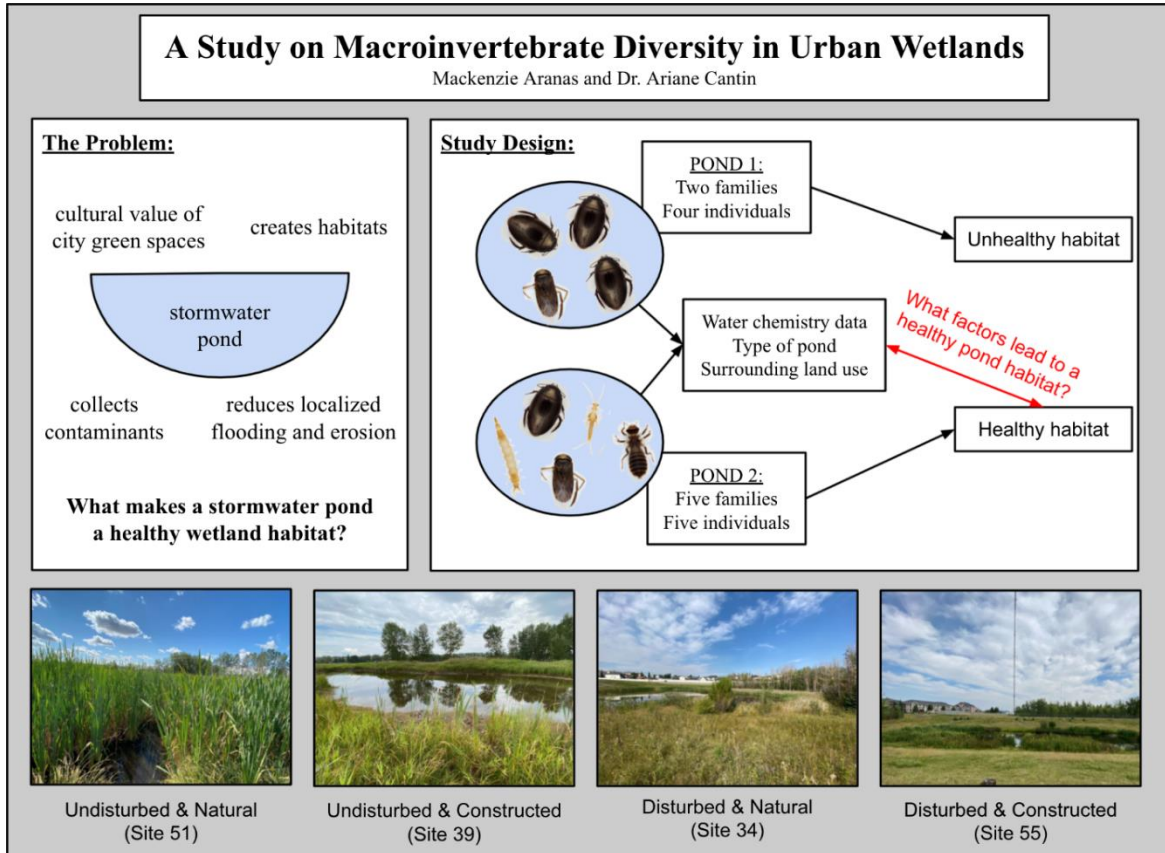 A Study on Macroinvertebrate Diversity in Urban Wetlands
Mackenzie Aranas and Dr. Ariane Cantin
The Problem:
cultural value of
city green spaces
creates habitats
stormwater
pond
collects
contaminants
reduces localized
flooding and erosion
What makes a stormwater pond
a healthy wetland habitat?
Study Design:
POND 1:
Two families
Four individuals
Unhealthy habitat
Water chemistry data
Type of pond
Surrounding land use
What factors lead to a
healthy pond habitat?
Healthy habitat
POND 2:
Five families
Five individuals
Undisturbed & Natural
(Site 51)
Undisturbed & Constructed
(Site 39)
Disturbed & Natural
(Site 34)
Disturbed & Constructed
(Site 55)